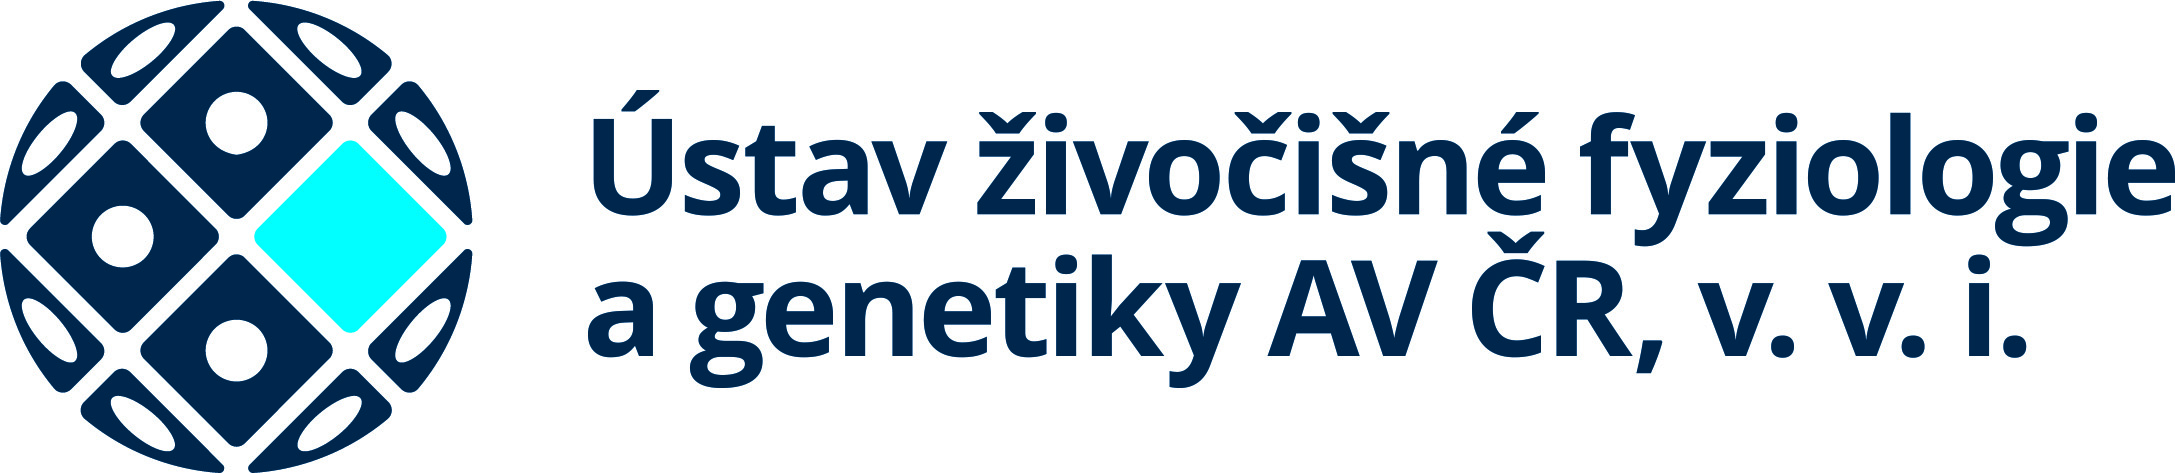 Ústav živočišné fyziologie
a genetiky AV ČR, v. v. i.